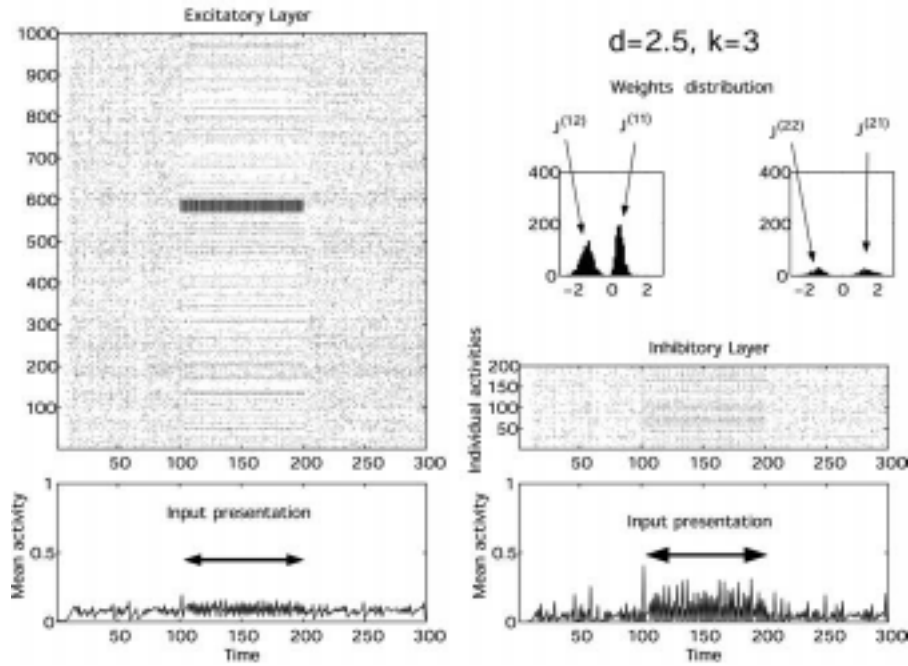 Excitatory Layer
1000
900
800
700
600
500
400
300
200
100
50 100 150 200 250 300
Mean activity
1
0.5
0
Input presentation
50 100 150 200 250 300
Time
d=2.5, k=3
Weights distribution
J(12) J(11) J(22) J(21)
400
200
0
−2 0 2
400
200
0
−2 0 2
Inhibitory Layer
Individual activities
200
150
100
50
50 100 150 200 250 300
Mean activity
1
0.5
0
Input presentation
50 100 150 200 250 300
Time